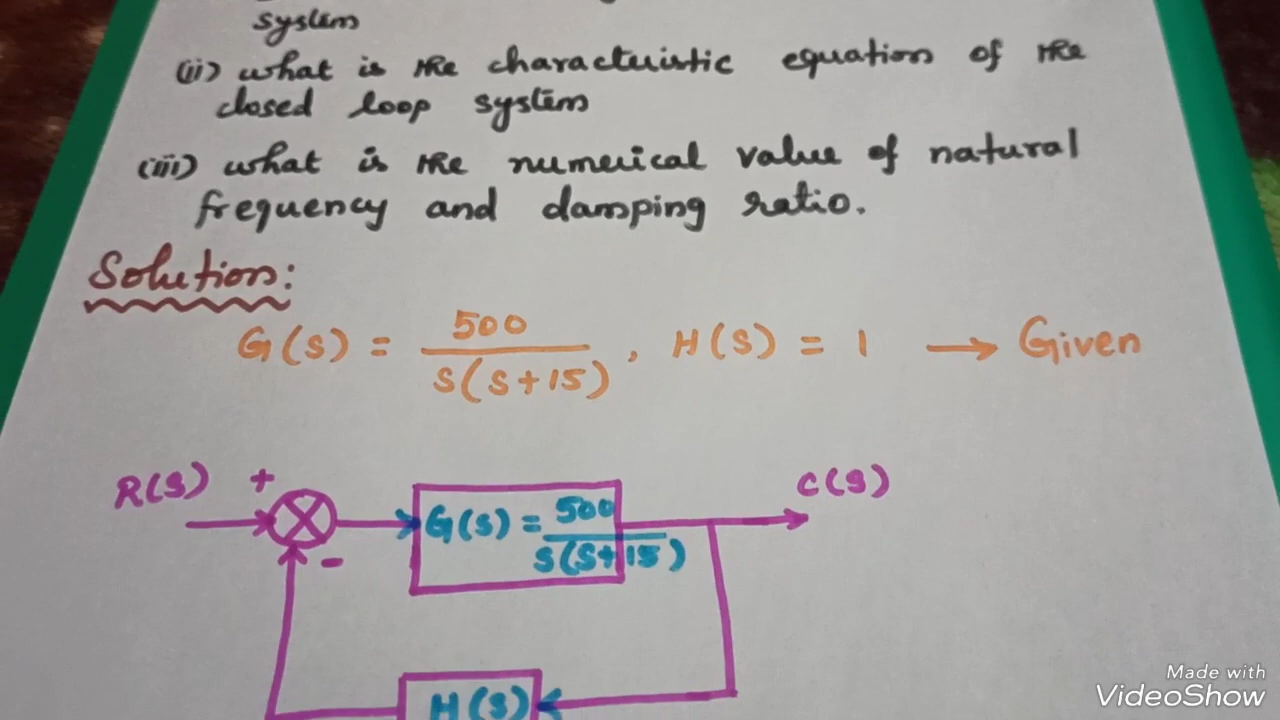 system
(ii) what is the characteristic equation of the
closed loop system
(iii) what is the numerical value of natural
frequency and damping ratio.
Solution:
G(s) = 500 / s(s+15) , H(s) = 1 → Given
R(s) + C(s)
G(s) = 500 / s(s+15)
-
H(s)
Made with
VideoShow